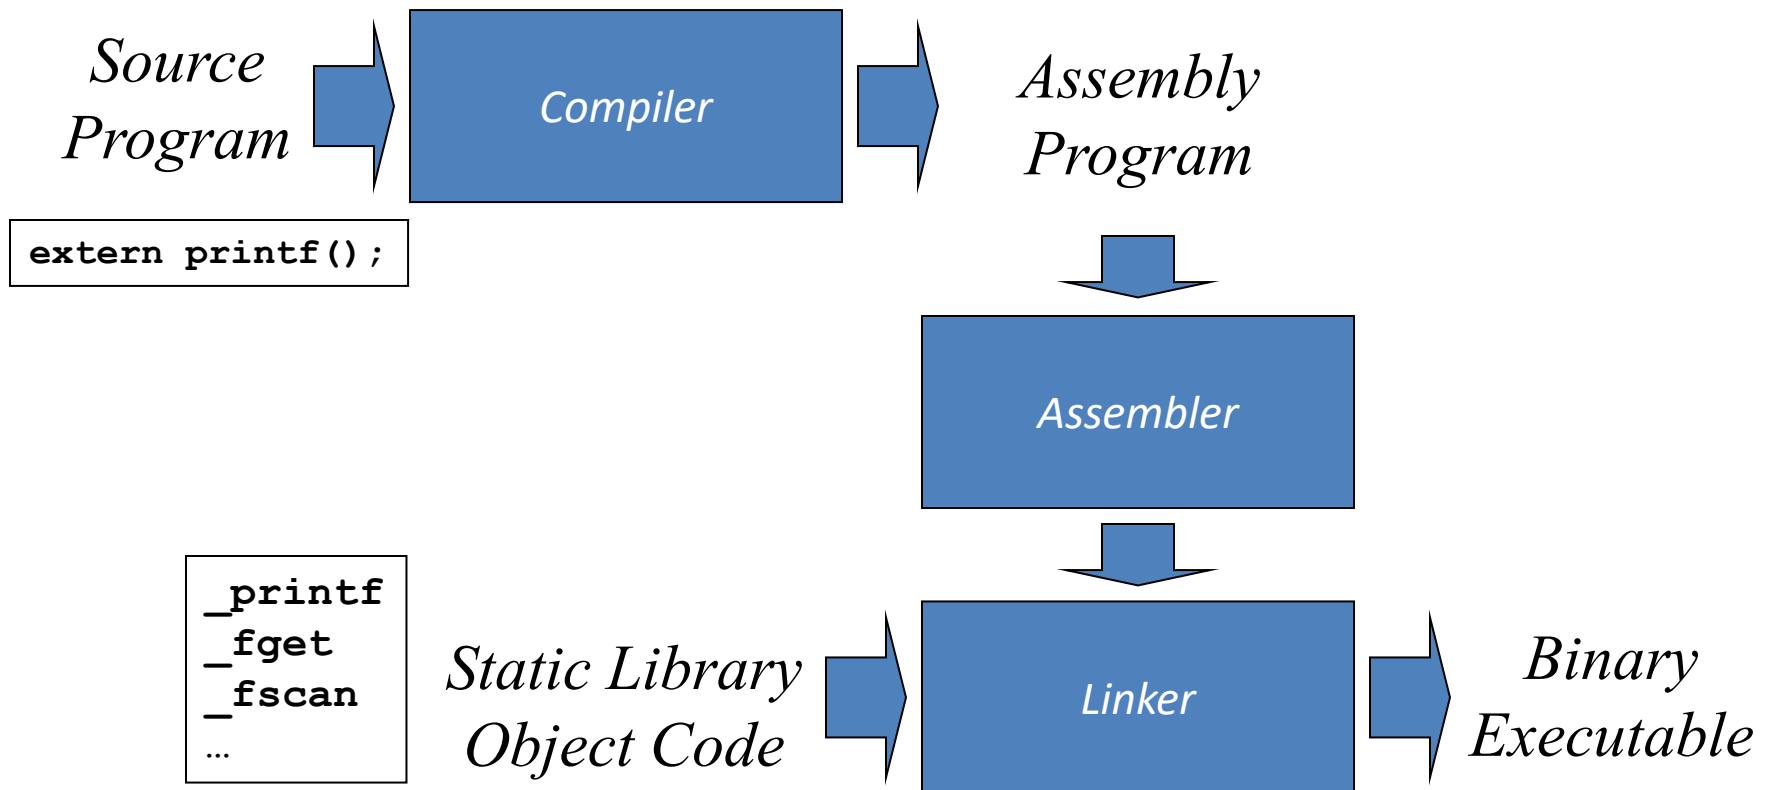 Source
Program
Compiler
Assembly
Program
extern printf();
Assembler
_printf
_fget
_fscan
…
Static Library
Object Code
Linker
Binary
Executable